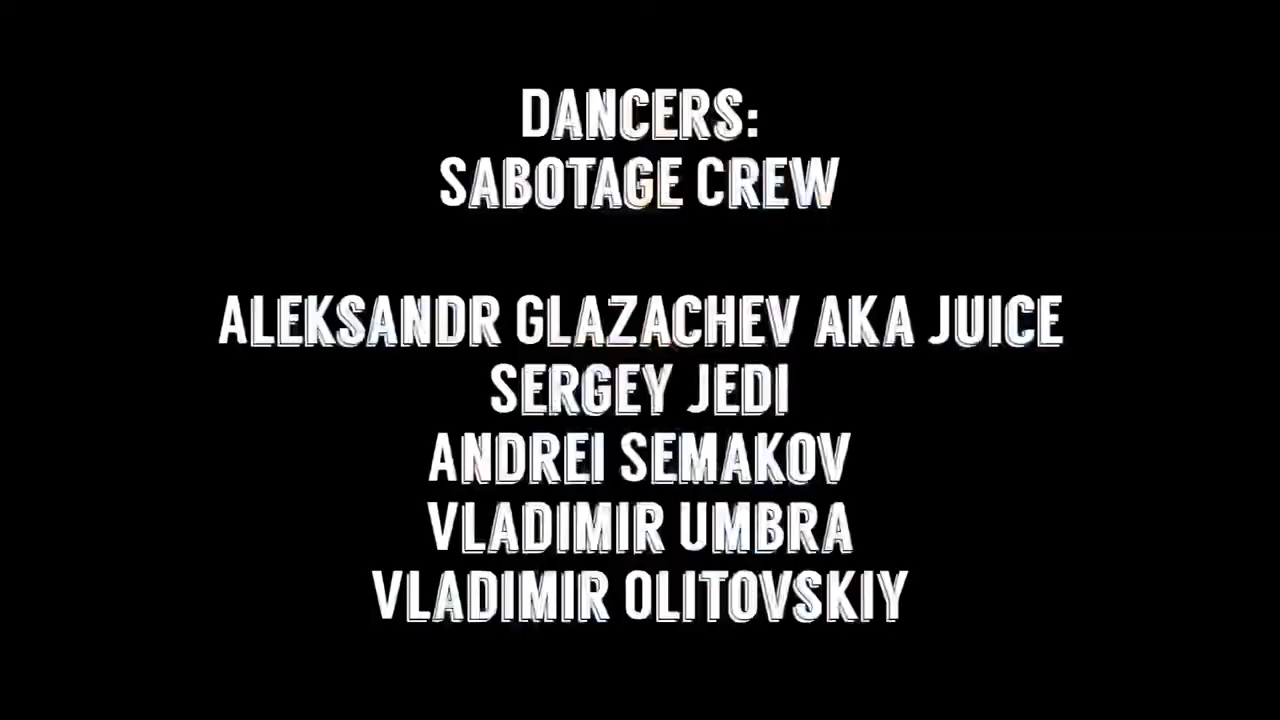 DANCERS:
SABOTAGE CREW
ALEKSANDR GLAZACHEV AKA JUICE
SERGEY JEDI
ANDREI SEMAKOV
VLADIMIR UMBRA
VLADIMIR OLITOVSKIY